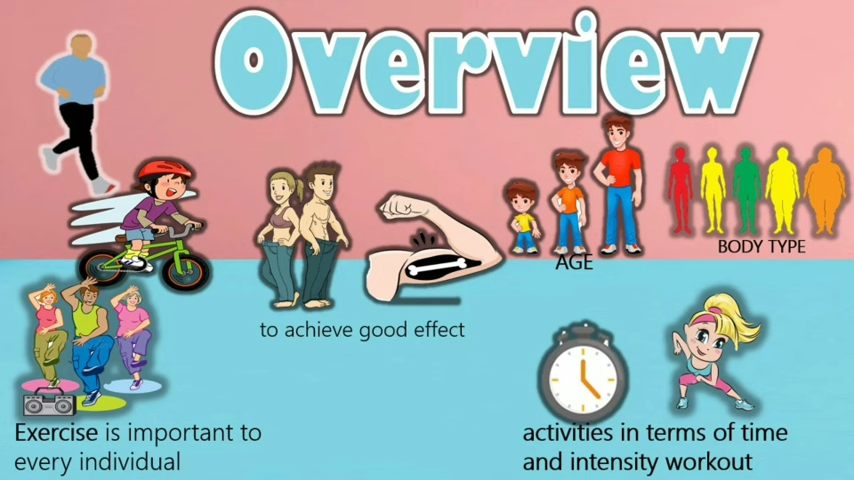 Overview
AGE
BODY TYPE
to achieve good effect
Exercise is important to
every individual
activities in terms of time
and intensity workout